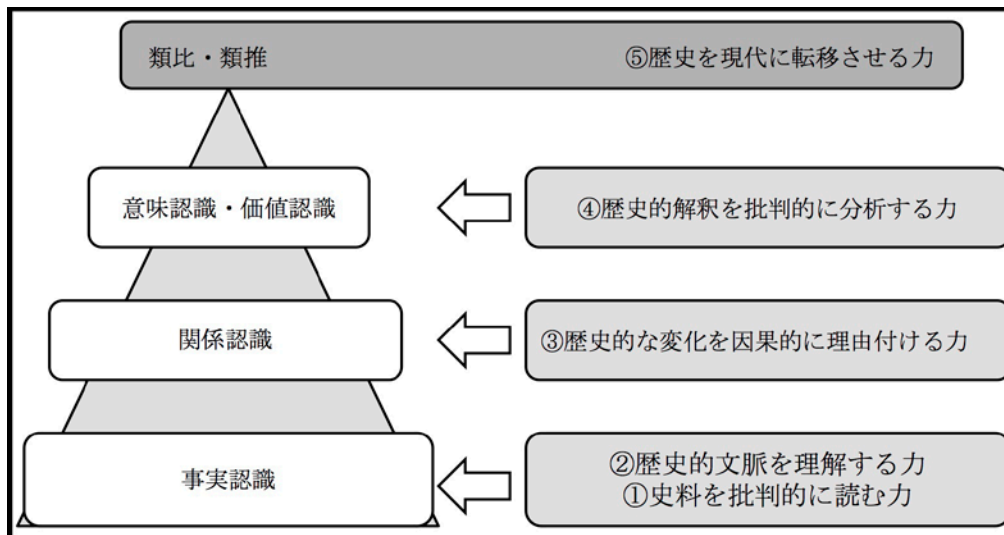 類比・類推
⑤歴史を現代に転移させる力
意味認識・価値認識
④歴史的解釈を批判的に分析する力
関係認識
③歴史的な変化を因果的に理由付ける力
事実認識
②歴史的文脈を理解する力
①史料を批判的に読む力